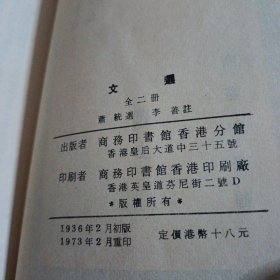 文選
全二冊
蕭統選 李善註
出版者 商務印書館香港分館
香港皇后大道中三十五號
印刷者 商務印書館香港印刷廠
香港英皇道芬尼街二號D
*版權所有*
1936年2月初版
1973年2月重印
定價港幣十八元